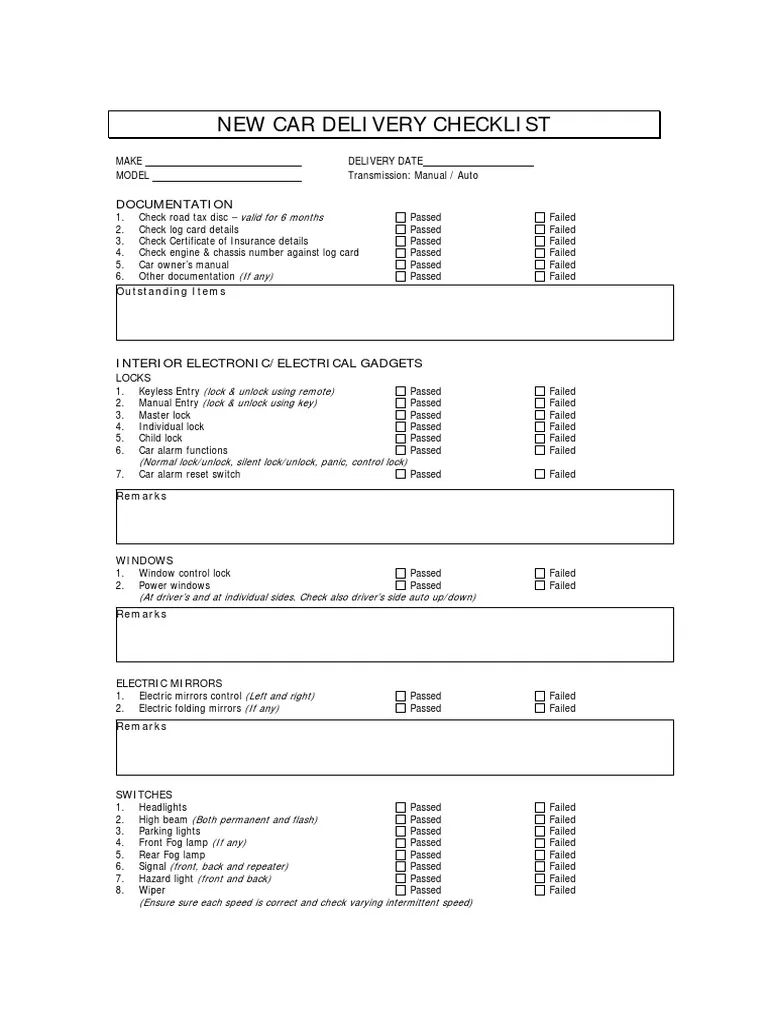 NEW CAR DELIVERY CHECKLIST
MAKE DELIVERY DATE
MODEL Transmission: Manual / Auto
DOCUMENTATION
1. Check road tax disc – valid for 6 months Passed Failed
2. Check log card details Passed Failed
3. Check Certificate of Insurance details Passed Failed
4. Check engine & chassis number against log card Passed Failed
5. Car owner's manual Passed Failed
6. Other documentation (If any) Passed Failed
Outstanding Items
INTERIOR ELECTRONIC/ELECTRICAL GADGETS
LOCKS
1. Keyless Entry (lock & unlock using remote) Passed Failed
2. Manual Entry (lock & unlock using key) Passed Failed
3. Master lock Passed Failed
4. Individual lock Passed Failed
5. Child lock Passed Failed
6. Car alarm functions Passed Failed
(Normal lock/unlock, silent lock/unlock, panic, control lock)
7. Car alarm reset switch Passed Failed
Remarks
WINDOWS
1. Window control lock Passed Failed
2. Power windows Passed Failed
(At driver's and at individual sides. Check also driver's side auto up/down)
Remarks
ELECTRIC MIRRORS
1. Electric mirrors control (Left and right) Passed Failed
2. Electric folding mirrors (If any) Passed Failed
Remarks
SWITCHES
1. Headlights Passed Failed
2. High beam (Both permanent and flash) Passed Failed
3. Parking lights Passed Failed
4. Front Fog lamp (If any) Passed Failed
5. Rear Fog lamp Passed Failed
6. Signal (front, back and repeater) Passed Failed
7. Hazard light (front and back) Passed Failed
8. Wiper Passed Failed
(Ensure sure each speed is correct and check varying intermittent speed)